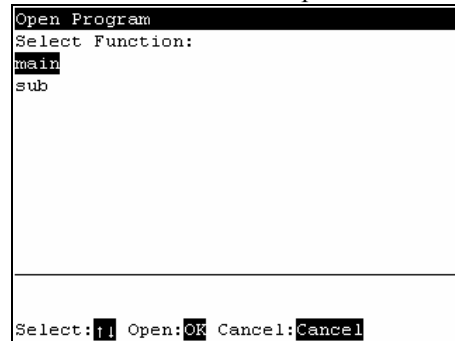 Open Program
Select Function:
main
sub
Select:↑↓ Open:OK Cancel:Cancel